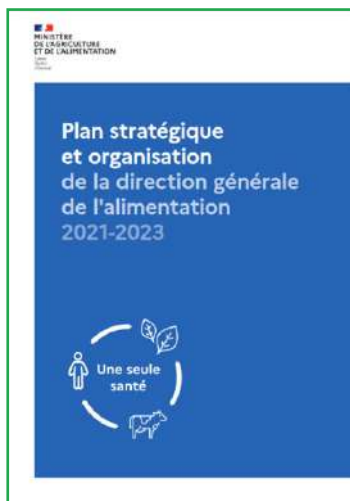 MINISTÈRE
DE L'AGRICULTURE
ET DE L'ALIMENTATION
Plan stratégique
et organisation
de la direction générale
de l'alimentation
2021-2023
Une seule
santé